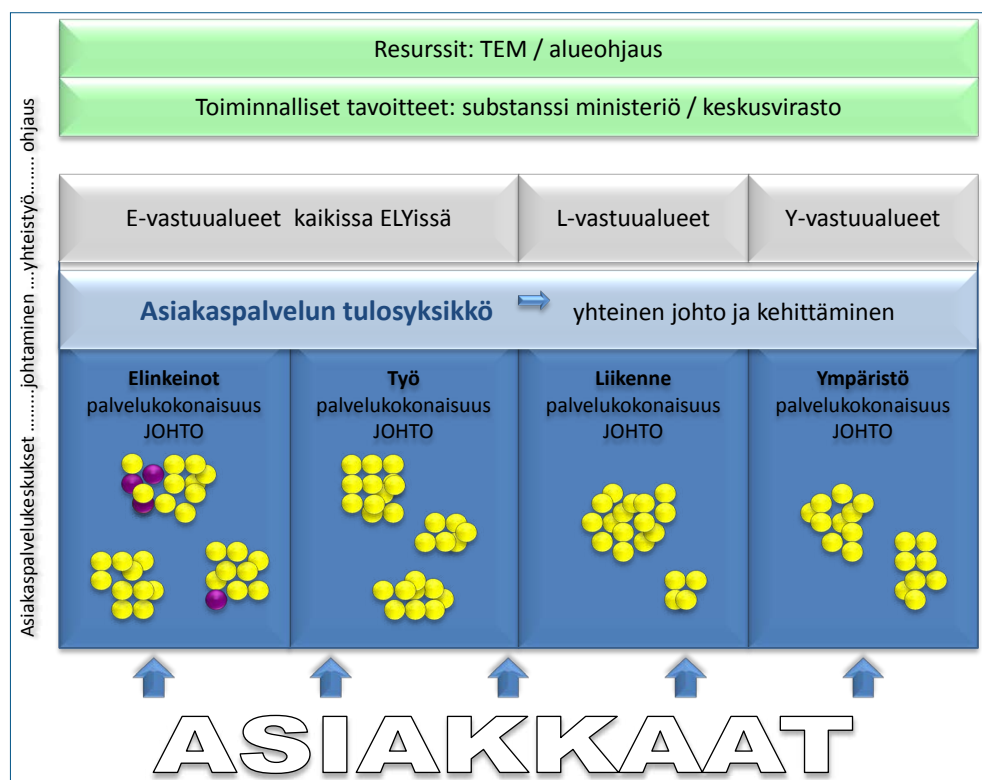 Resurssit: TEM / alueohjaus
Toiminnalliset tavoitteet: substanssi ministeriö / keskusvirasto
Asiakaspalvelukeskukset .........johtaminen ....yhteistyö........ ohjaus
E-vastuualueet kaikissa ELYissä
L-vastuualueet
Y-vastuualueet
Asiakaspalvelun tulosyksikkö
yhteinen johto ja kehittäminen
Elinkeinot
palvelukokonaisuus
JOHTO
Työ
palvelukokonaisuus
JOHTO
Liikenne
palvelukokonaisuus
JOHTO
Ympäristö
palvelukokonaisuus
JOHTO
ASIAKKAAT